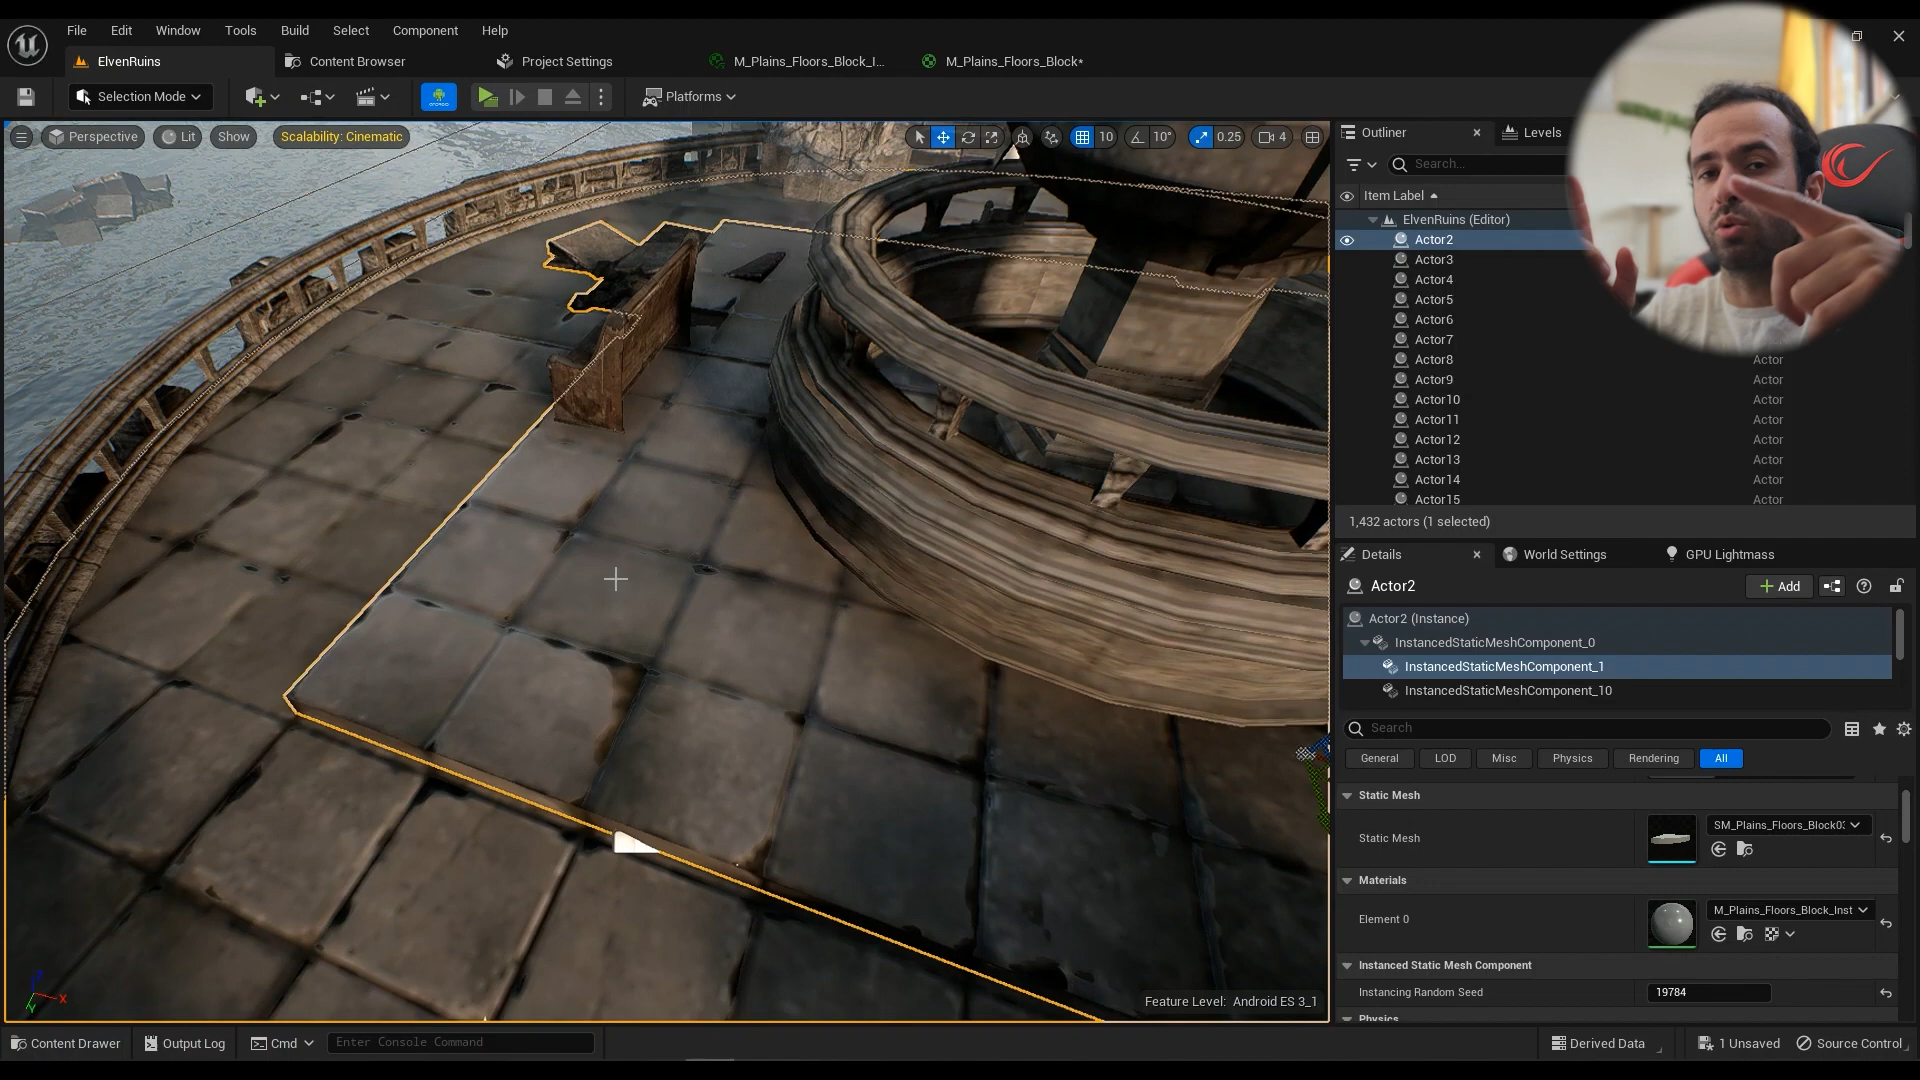 File Edit Window Tools Build Select Component Help
ElvenRuins
Content Browser
Project Settings
M_Plains_Floors_Block_I...
M_Plains_Floors_Block*
Selection Mode
Platforms
Perspective
Lit
Show
Scalability: Cinematic
10
10°
0.25
4
Outliner
Levels
Search...
Item Label
ElvenRuins (Editor)
Actor2
Actor3
Actor4
Actor5
Actor6
Actor7
Actor8 Actor
Actor9 Actor
Actor10 Actor
Actor11 Actor
Actor12 Actor
Actor13 Actor
Actor14 Actor
Actor15 Actor
1,432 actors (1 selected)
Details
World Settings
GPU Lightmass
Actor2
Add
Actor2 (Instance)
InstancedStaticMeshComponent_0
InstancedStaticMeshComponent_1
InstancedStaticMeshComponent_10
Search
General
LOD
Misc
Physics
Rendering
All
Static Mesh
Static Mesh
SM_Plains_Floors_Block03
Materials
Element 0
M_Plains_Floors_Block_Inst
Instanced Static Mesh Component
Instancing Random Seed
19784
Physics
Feature Level: Android ES 3_1
Content Drawer
Output Log
Cmd
Enter Console Command
Derived Data
1 Unsaved
Source Control